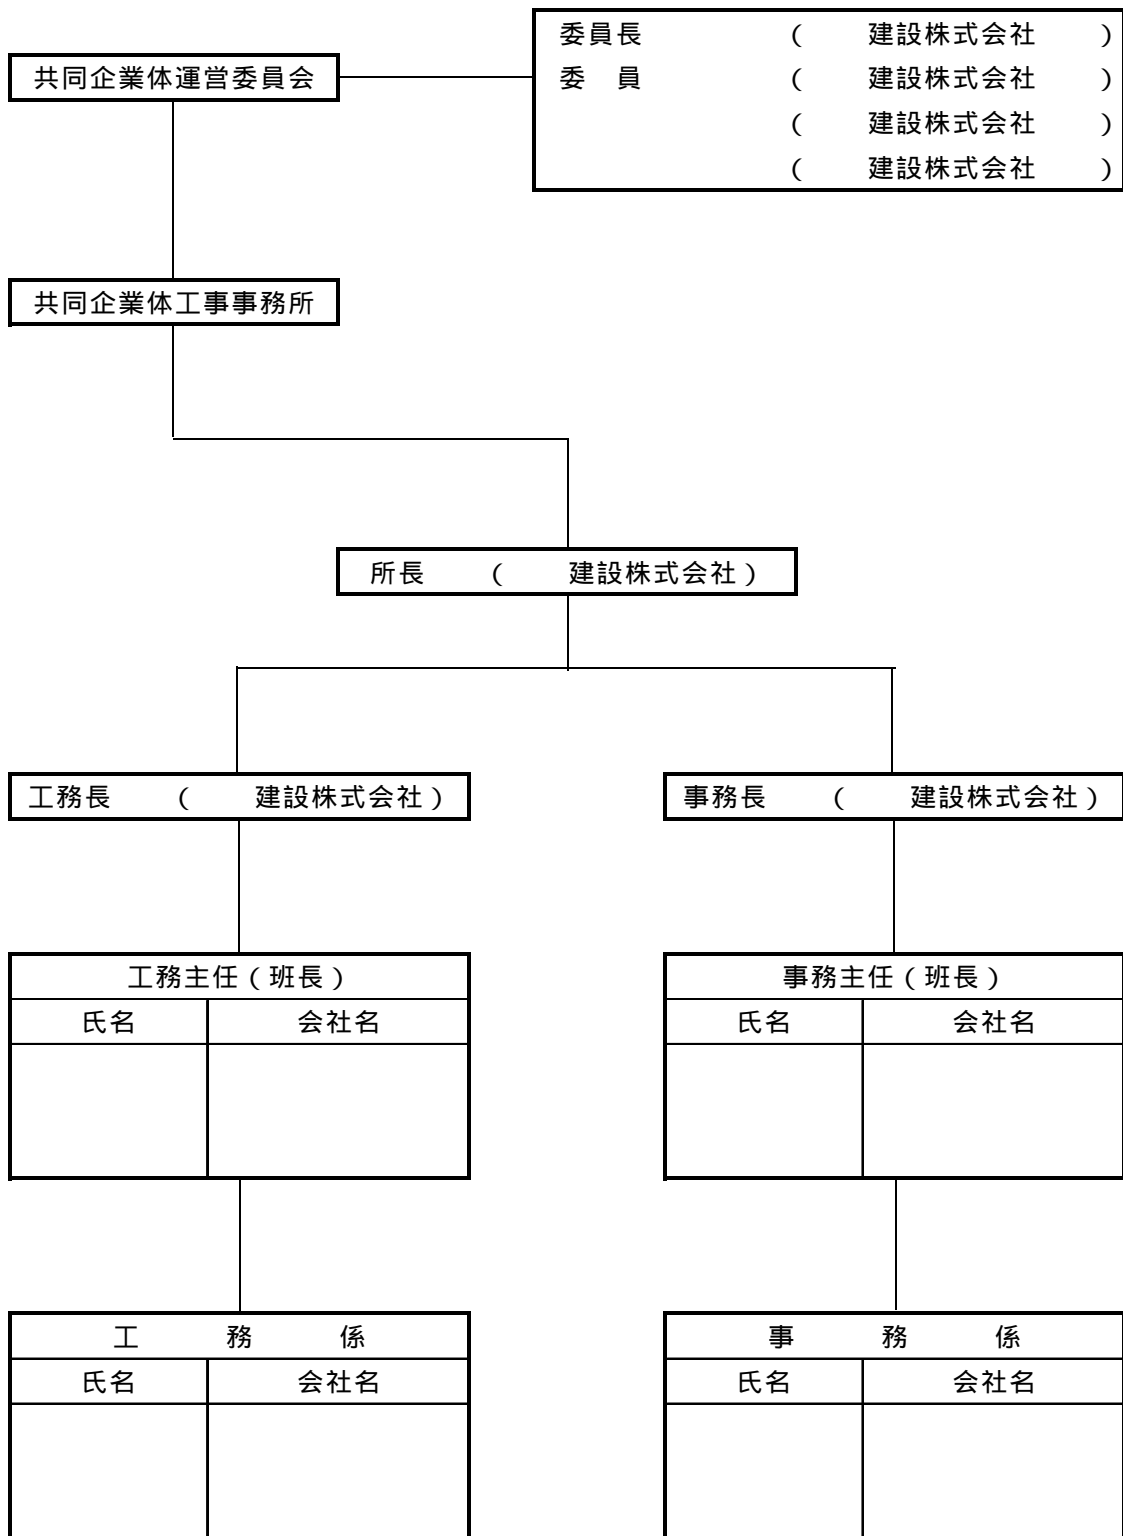 委員長　（　建設株式会社　）
共同企業体運営委員会
委　員　（　建設株式会社　）
（　建設株式会社　）
（　建設株式会社　）
共同企業体工事事務所
所長　（　建設株式会社）
工務長　（　建設株式会社）
事務長　（　建設株式会社）
工務主任（班長）
氏名　会社名
事務主任（班長）
氏名　会社名
工　務　係
氏名　会社名
事　務　係
氏名　会社名